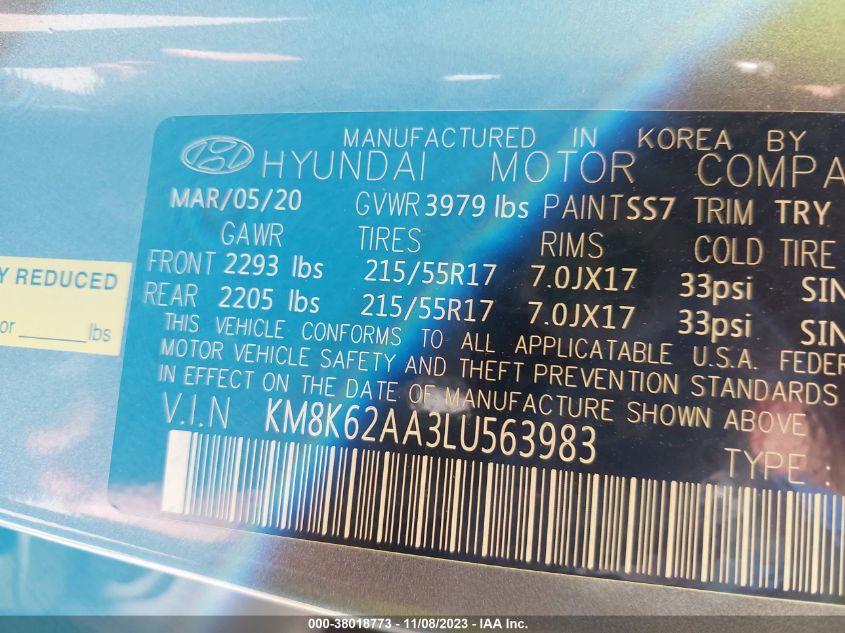 MANUFACTURED IN KOREA BY
HYUNDAI MOTOR COMPA
MAR/05/20 GVWR 3979 lbs PAINT SS7 TRIM TRY
GAWR TIRES RIMS COLD TIRE
FRONT 2293 lbs 215/55R17 7.0JX17 33psi SIN
REAR 2205 lbs 215/55R17 7.0JX17 33psi SIN
THIS VEHICLE CONFORMS TO ALL APPLICATABLE U.S.A. FEDER
MOTOR VEHICLE SAFETY AND THEFT PREVENTION STANDARDS
IN EFFECT ON THE DATE OF MANUFACTURE SHOWN ABOVE
V.I.N KM8K62AA3LU563983
TYPE :
Y REDUCED
or ______ lbs
000-38018773 - 11/08/2023 - IAA Inc.